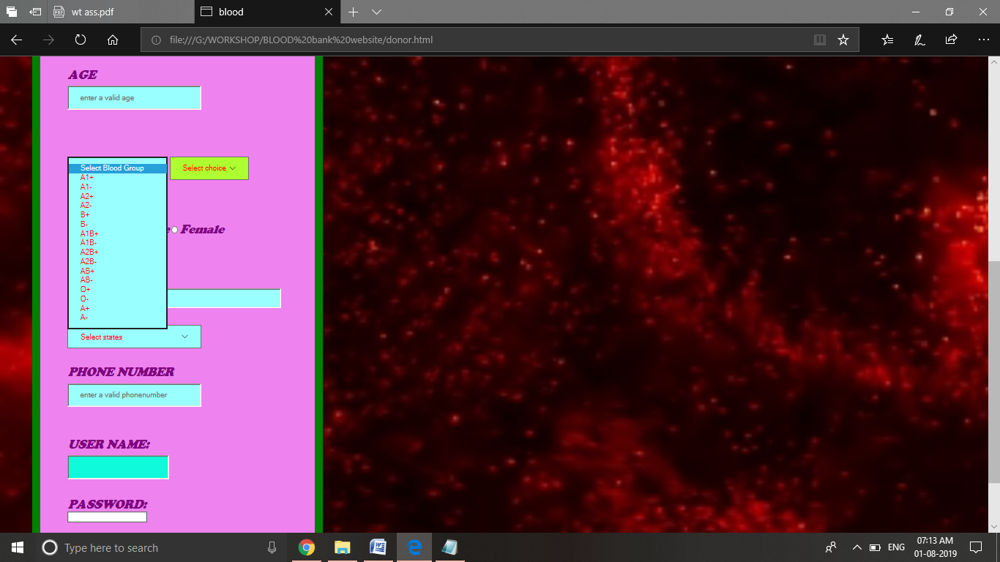 wt ass.pdf
blood
file:///G:/WORKSHOP/BLOOD%20bank%20website/donor.html
AGE
enter a valid age
Select Blood Group
Select choice
A1+
A1-
A2+
A2-
B+
B-
A1B+
e Female
A1B-
A2B+
A2B-
AB+
AB-
O+
O-
A+
A-
Select states
PHONE NUMBER
enter a valid phonenumber
USER NAME:
PASSWORD:
Type here to search
ENG
07:13 AM
01-08-2019